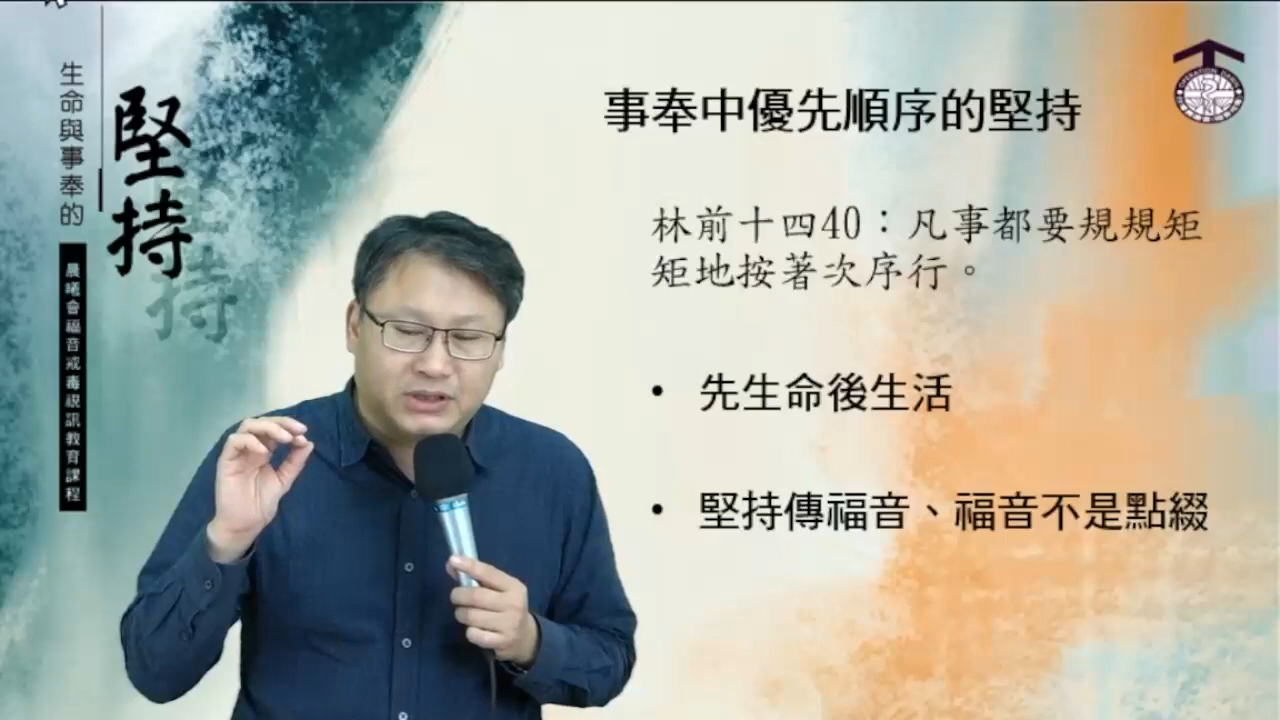 生命與事奉的
堅持
持
晨曦會福音戒毒視訊教育課程
事奉中優先順序的堅持
OPERATION DAWN
林前十四40：凡事都要規規矩
矩地按著次序行。
• 先生命後生活
• 堅持傳福音、福音不是點綴